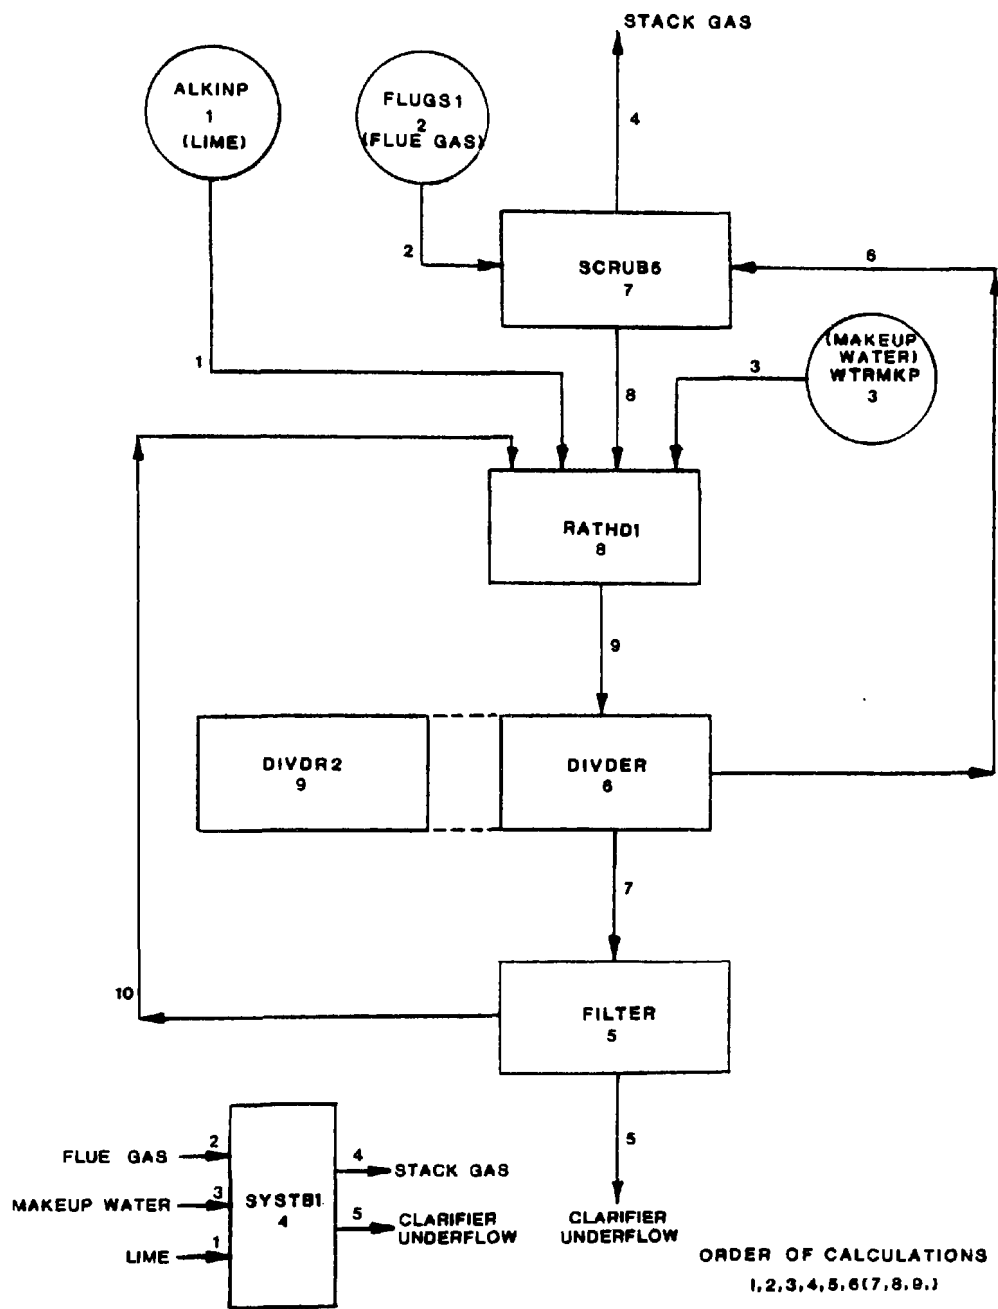 STACK GAS
ALKINP
1
(LIME)
FLUGS1
2
(FLUE GAS)
4
2
SCRUB5
7
6
(MAKEUP
WATER)
WTRMKP
3
1
3
8
RATHD1
8
9
DIVDR2
9
DIVDER
6
7
10
FILTER
5
5
CLARIFIER
UNDERFLOW
FLUE GAS
2
MAKEUP WATER
3
LIME
1
SYSTB1
4
4
STACK GAS
5
CLARIFIER
UNDERFLOW
ORDER OF CALCULATIONS
1,2,3,4,5,6(7,8,9,)